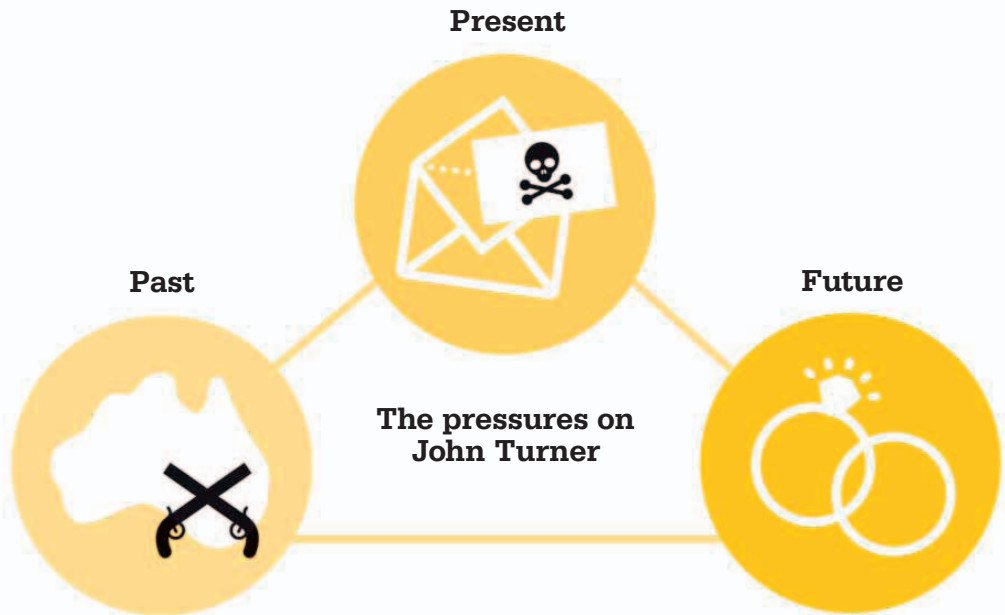 Present
Past
Future
The pressures on
John Turner